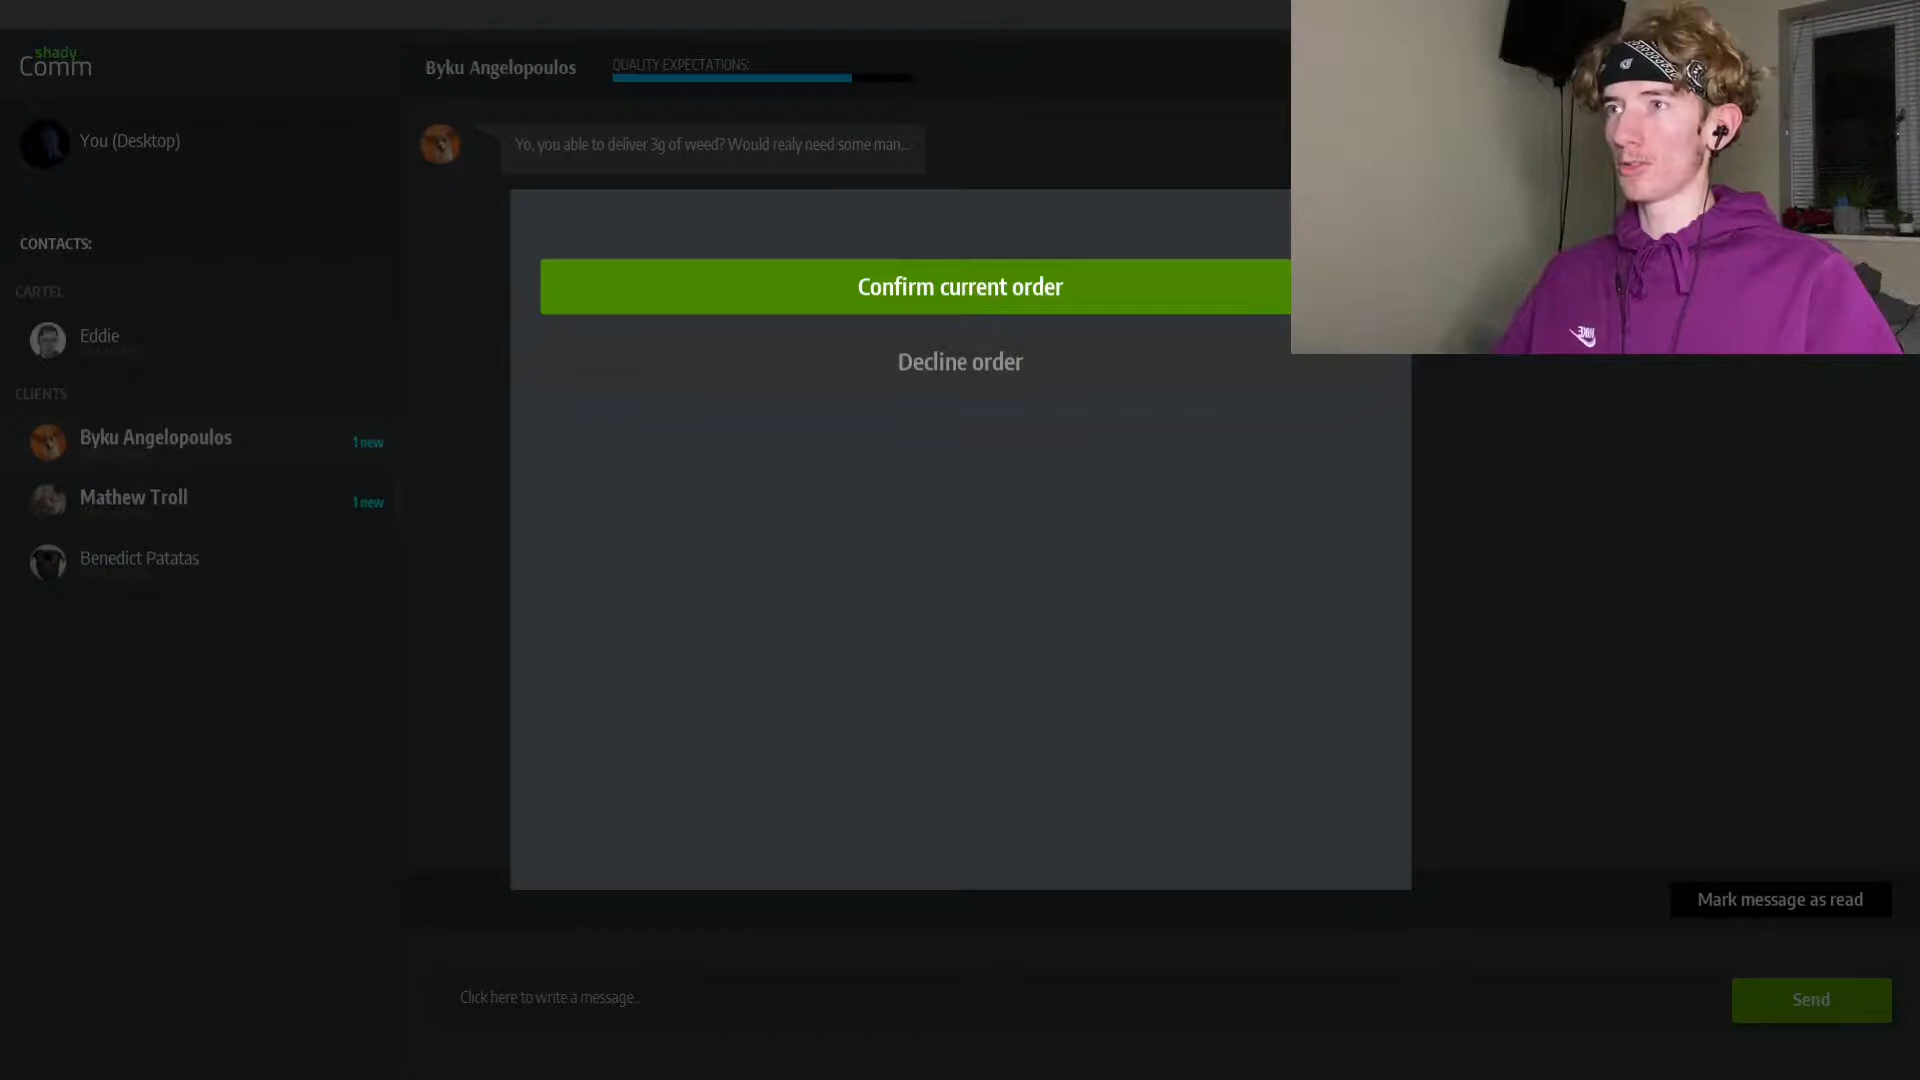 shady
Comm
You (Desktop)
CONTACTS:
CARTEL
Eddie
CLIENTS
Byku Angelopoulos
1 new
Mathew Troll
1 new
Benedict Patatas
Byku Angelopoulos
QUALITY EXPECTATIONS:
Yo, you able to deliver 3g of weed? Would realy need some man...
Confirm current order
Decline order
Mark message as read
Click here to write a message..
Send
NIKE